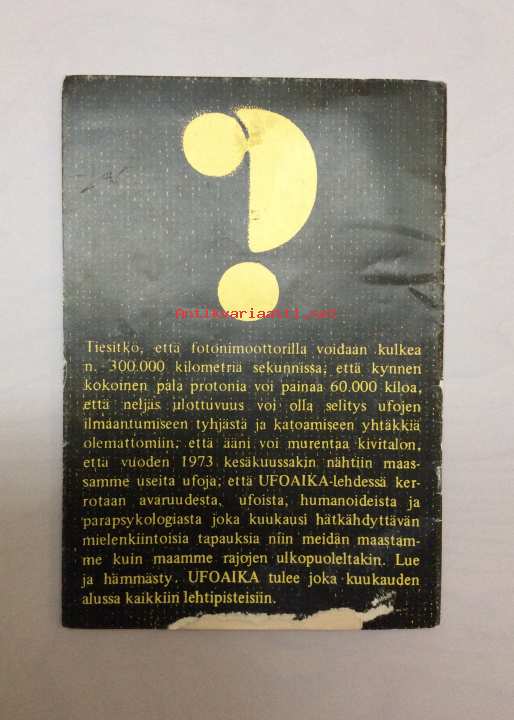 Antikvariaatti.net
Tiesitkö, että fotonimoottorilla voidaan kulkea
n. 300.000 kilometriä sekunnissa; että kynnen
kokoinen pala protonia voi painaa 60.000 kiloa,
että neljäs ulottuvuus voi olla selitys ufojen
ilmaantumiseen tyhjästä ja katoamiseen yhtäkkiä
olemattomiin, että ääni voi murentaa kivitalon,
että vuoden 1973 kesäkuussakin nähtiin maas-
samme useita ufoja; että UFOAIKA-lehdessä ker-
rotaan avaruudesta, ufoista, humanoideista ja
parapsykologiasta joka kuukausi hätkähdyttävän
mielenkiintoisia tapauksia niin meidän maastam-
me kuin maamme rajojen ulkopuoleltakin. Lue
ja hämmästy. UFOAIKA tulee joka kuukauden
alussa kaikkiin lehtipisteisiin.